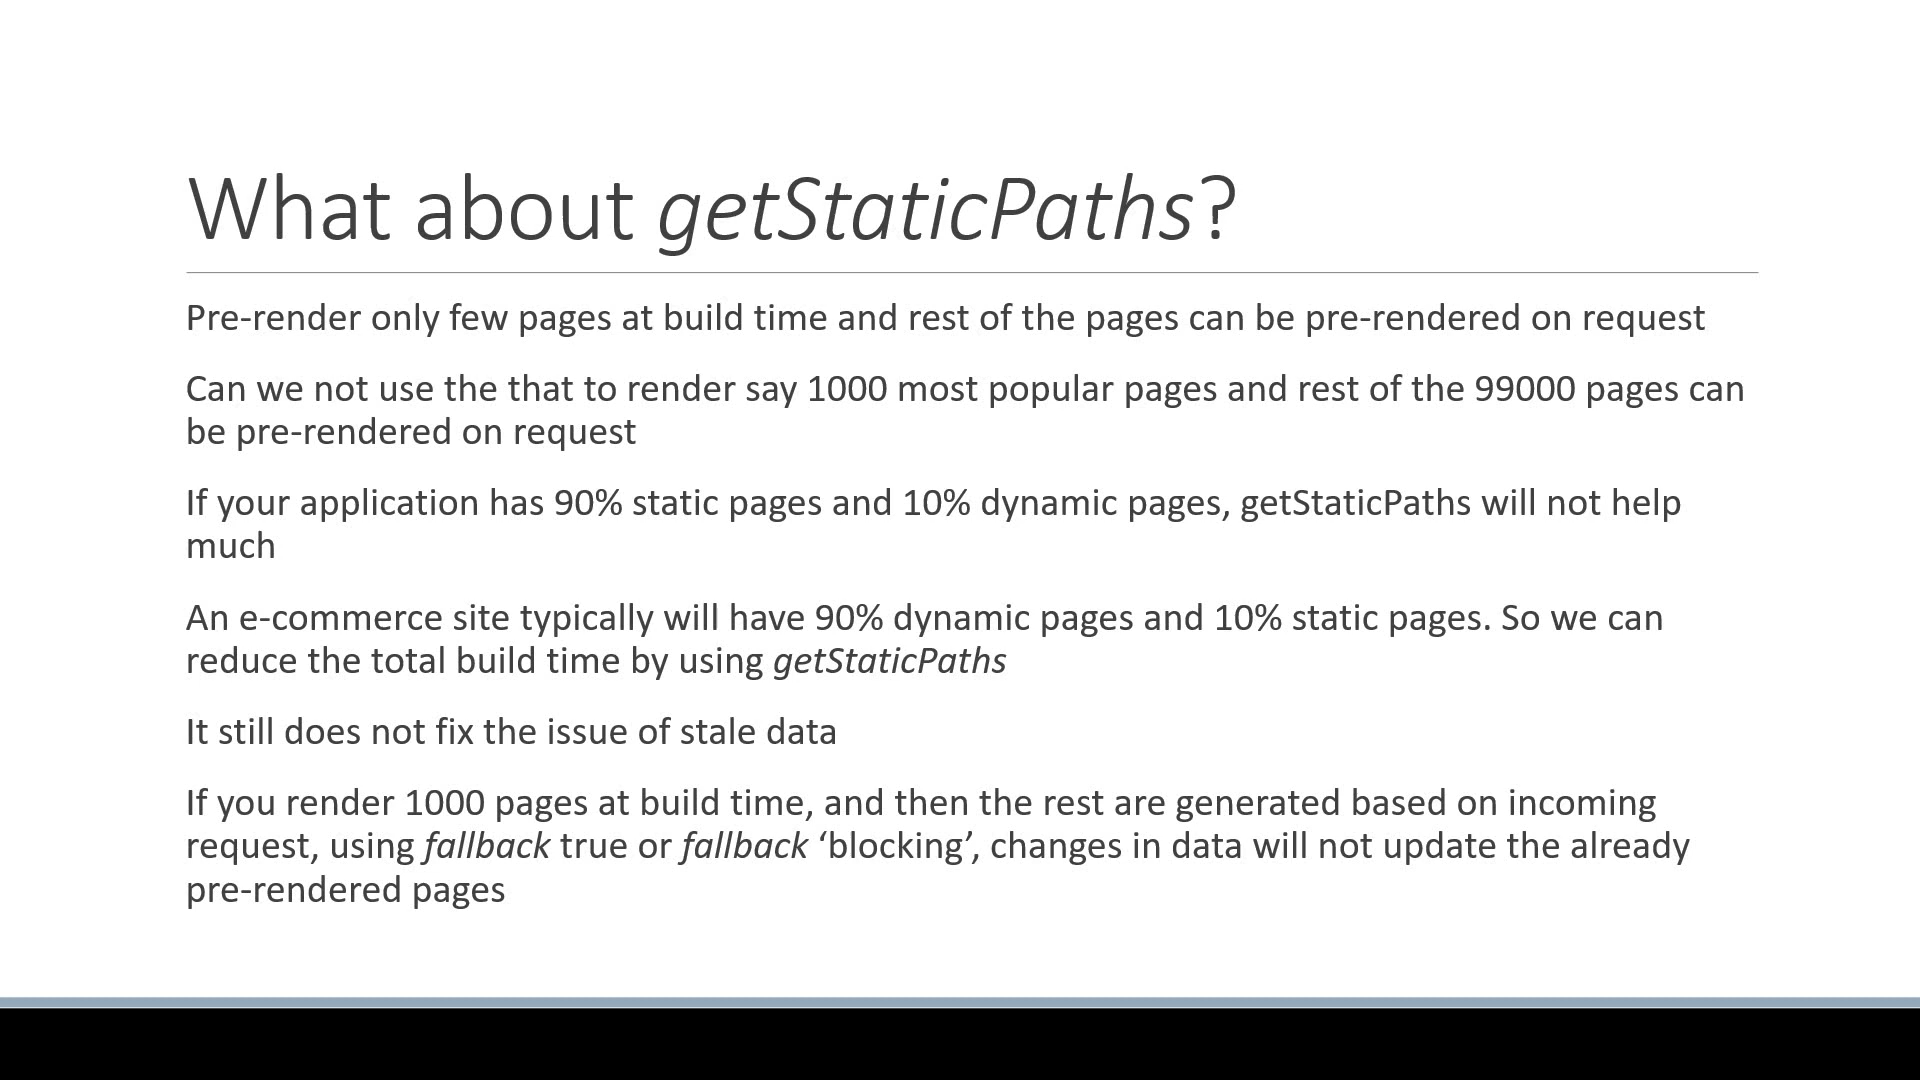 What about getStaticPaths?
Pre-render only few pages at build time and rest of the pages can be pre-rendered on request
Can we not use the that to render say 1000 most popular pages and rest of the 99000 pages can
be pre-rendered on request
If your application has 90% static pages and 10% dynamic pages, getStaticPaths will not help
much
An e-commerce site typically will have 90% dynamic pages and 10% static pages. So we can
reduce the total build time by using getStaticPaths
It still does not fix the issue of stale data
If you render 1000 pages at build time, and then the rest are generated based on incoming
request, using fallback true or fallback ‘blocking’, changes in data will not update the already
pre-rendered pages